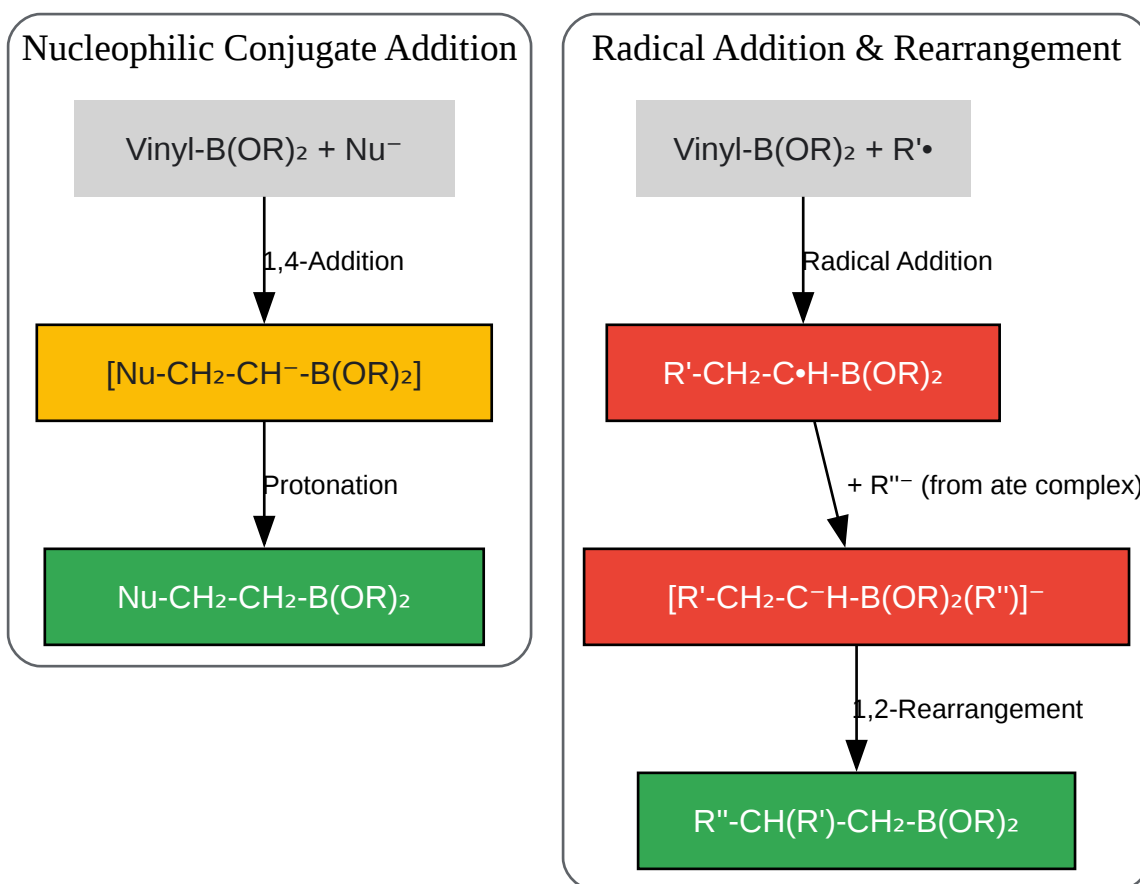 Nucleophilic Conjugate Addition
Vinyl-B(OR)₂ + Nu⁻
1,4-Addition
[Nu-CH₂-CH⁻-B(OR)₂]
Protonation
Nu-CH₂-CH₂-B(OR)₂
Radical Addition & Rearrangement
Vinyl-B(OR)₂ + R'•
Radical Addition
R'-CH₂-C•H-B(OR)₂
+ R''⁻ (from ate complex)
[R'-CH₂-C⁻H-B(OR)₂(R'')]⁻
1,2-Rearrangement
R''-CH(R')-CH₂-B(OR)₂